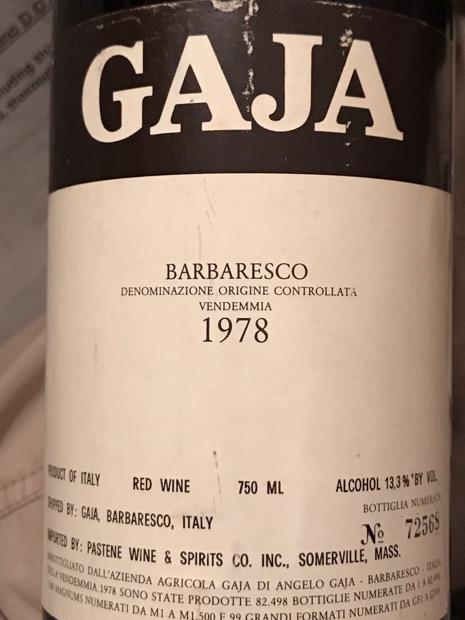 GAJA
BARBARESCO
DENOMINAZIONE ORIGINE CONTROLLATA
VENDEMMIA
1978
PRODUCT OF ITALY RED WINE 750 ML ALCOHOL 13,3% BY VOL.
BOTTIGLIA NUMERATA
SHIPPED BY: GAJA, BARBARESCO, ITALY
No 72568
IMPORTED BY: PASTENE WINE & SPIRITS CO. INC., SOMERVILLE, MASS.
IMBOTTIGLIATO DALL'AZIENDA AGRICOLA GAJA DI ANGELO GAJA - BARBARESCO - ITALIA
DELLA VENDEMMIA 1978 SONO STATE PRODOTTE 82.498 BOTTIGLIE NUMERATE DA 1 A 82.498,
MAGNUMS NUMERATI DA M1 A M1.500 E 99 GRANDI FORMATI NUMERATI DA GF1 A